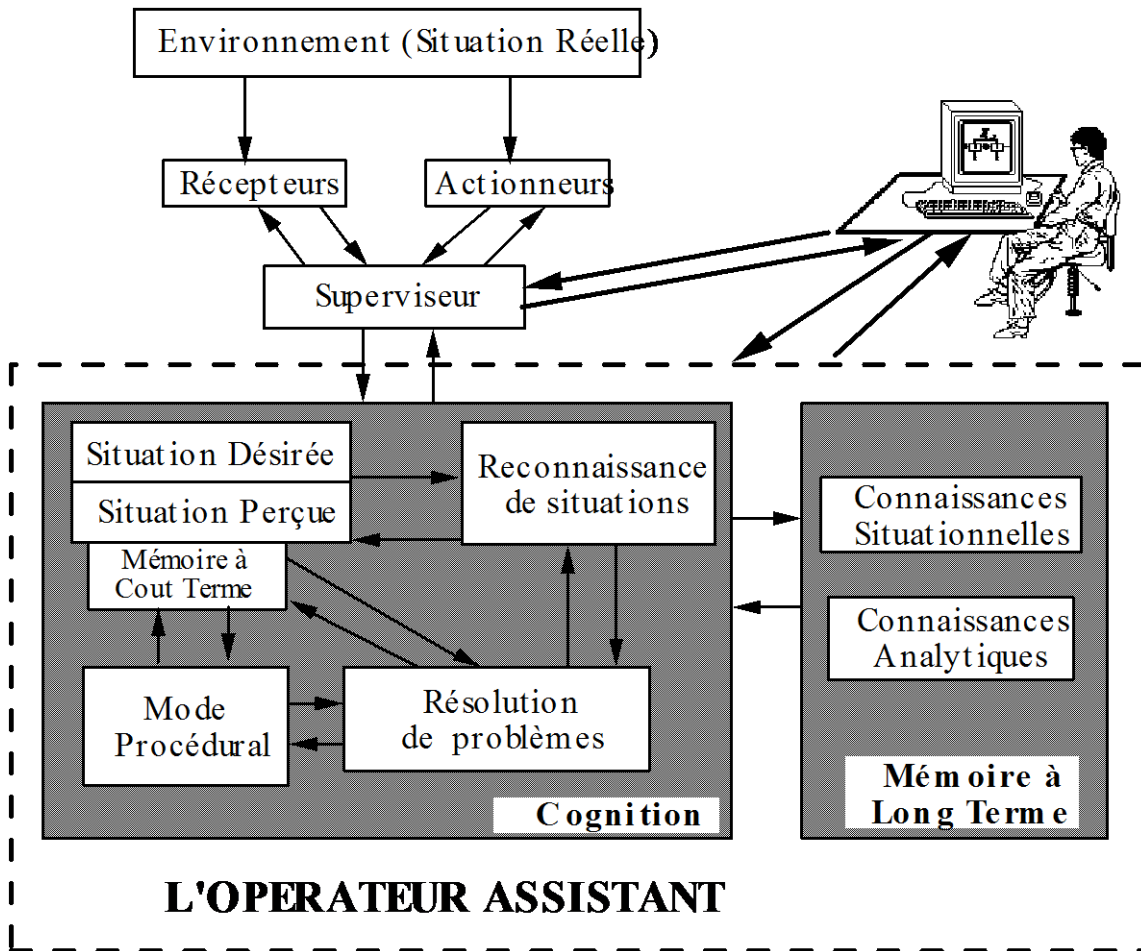 Environnement (Situation Réelle)
Récepteurs
Actionneurs
Superviseur
Situation Désirée
Situation Perçue
Mémoire à
Cout Terme
Reconnaissance
de situations
Mode
Procédural
Résolution
de problèmes
Cognition
Connaissances
Situationnelles
Connaissances
Analytiques
Mémoire à
Long Terme
L'OPERATEUR ASSISTANT